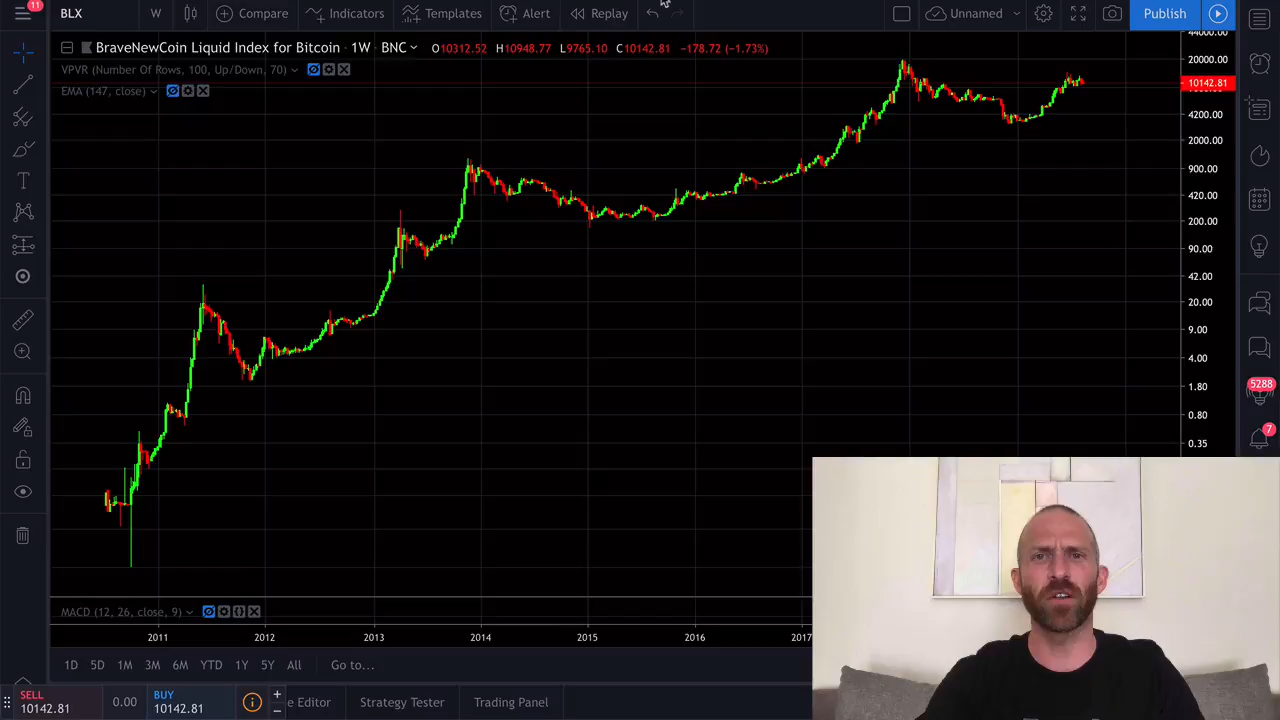 11
BLX W Compare Indicators Templates Alert Replay Unnamed Publish
BraveNewCoin Liquid Index for Bitcoin · 1W · BNC O10312.52 H10948.77 L9765.10 C10142.81 −178.72 (−1.73%)
VPVR (Number Of Rows, 100, Up/Down, 70)
EMA (147, close)
44000.00
20000.00
10142.81
4200.00
2000.00
900.00
420.00
200.00
90.00
42.00
20.00
9.00
4.00
1.80
0.80
0.35
5288
7
MACD (12, 26, close, 9)
2011 2012 2013 2014 2015 2016 2017
1D 5D 1M 3M 6M YTD 1Y 5Y All Go to...
SELL 10142.81
0.00
BUY 10142.81
e Editor Strategy Tester Trading Panel